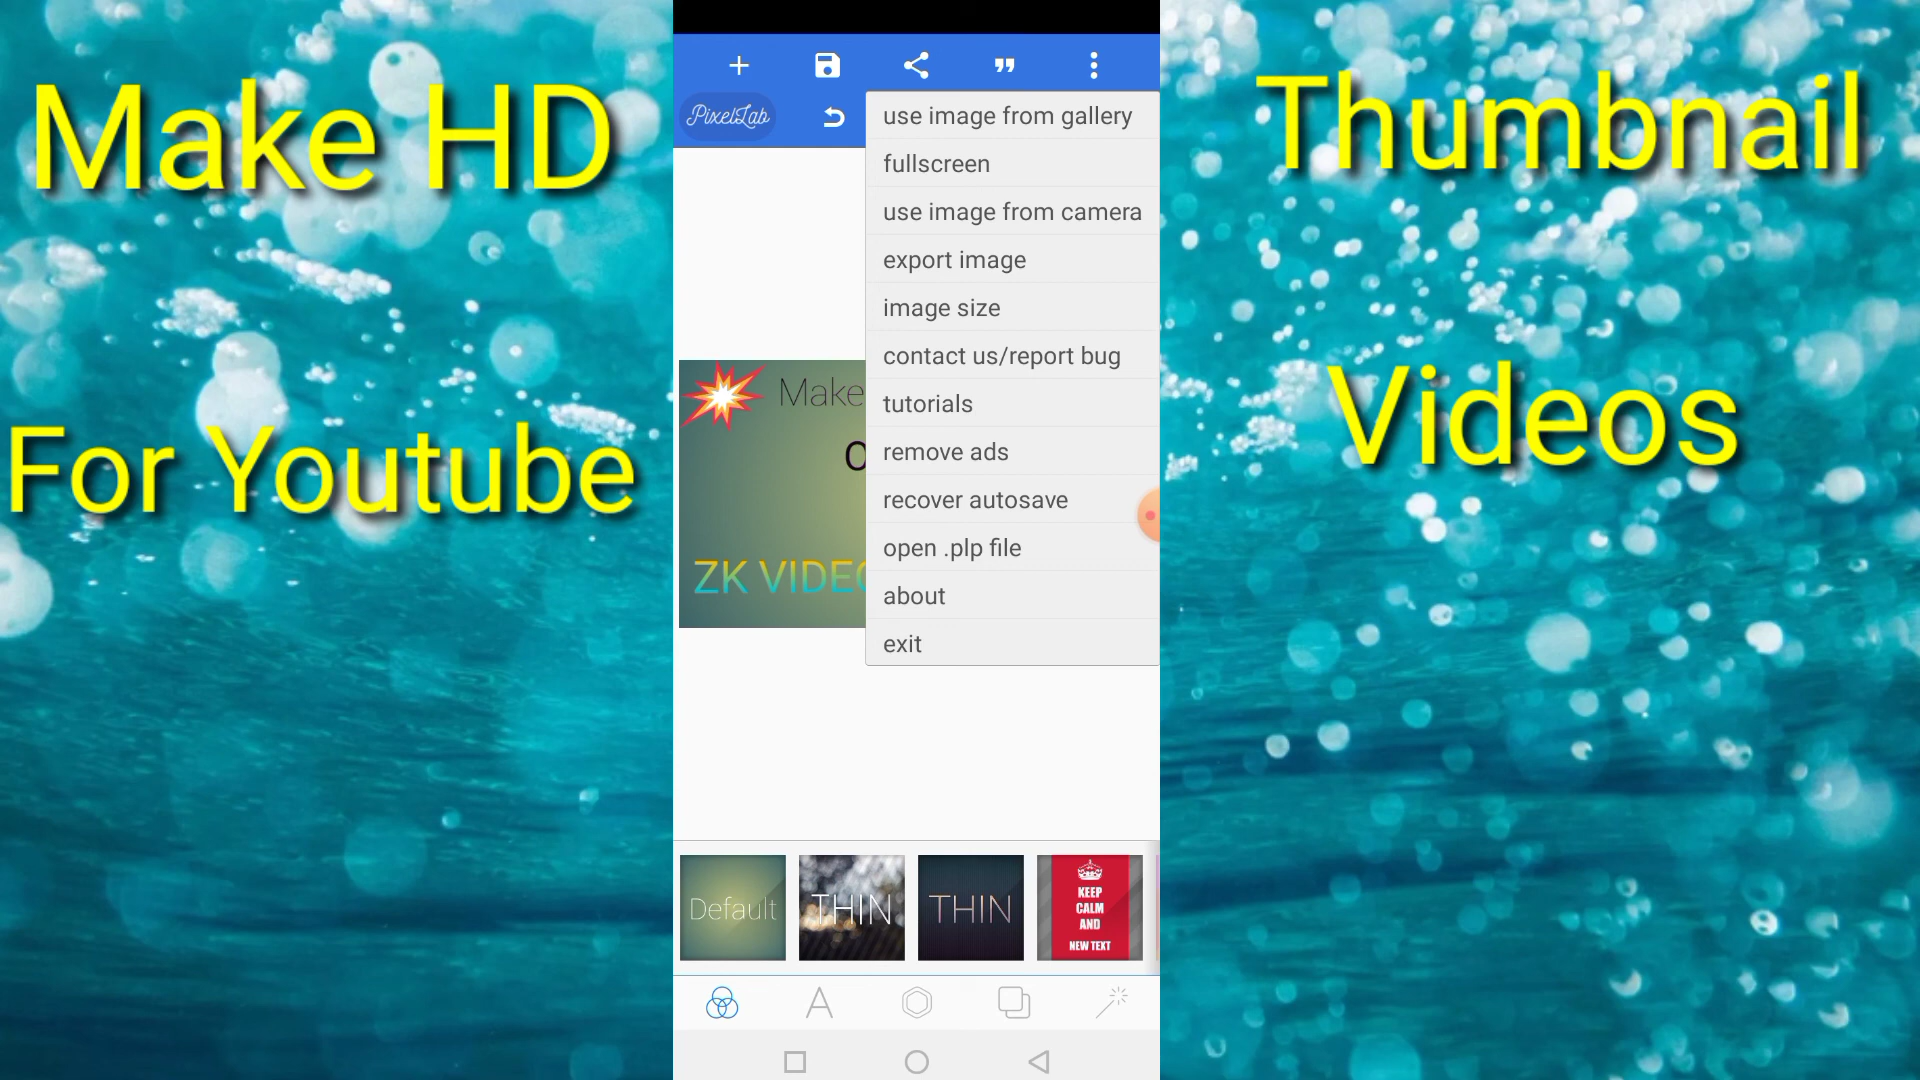 Make HD
Thumbnail
For Youtube
Videos
PixelLab
use image from gallery
fullscreen
use image from camera
export image
image size
contact us/report bug
tutorials
remove ads
recover autosave
open .plp file
about
exit
Make
ZK VIDEO
Default
THIN
THIN
KEEP
CALM
AND
NEW TEXT